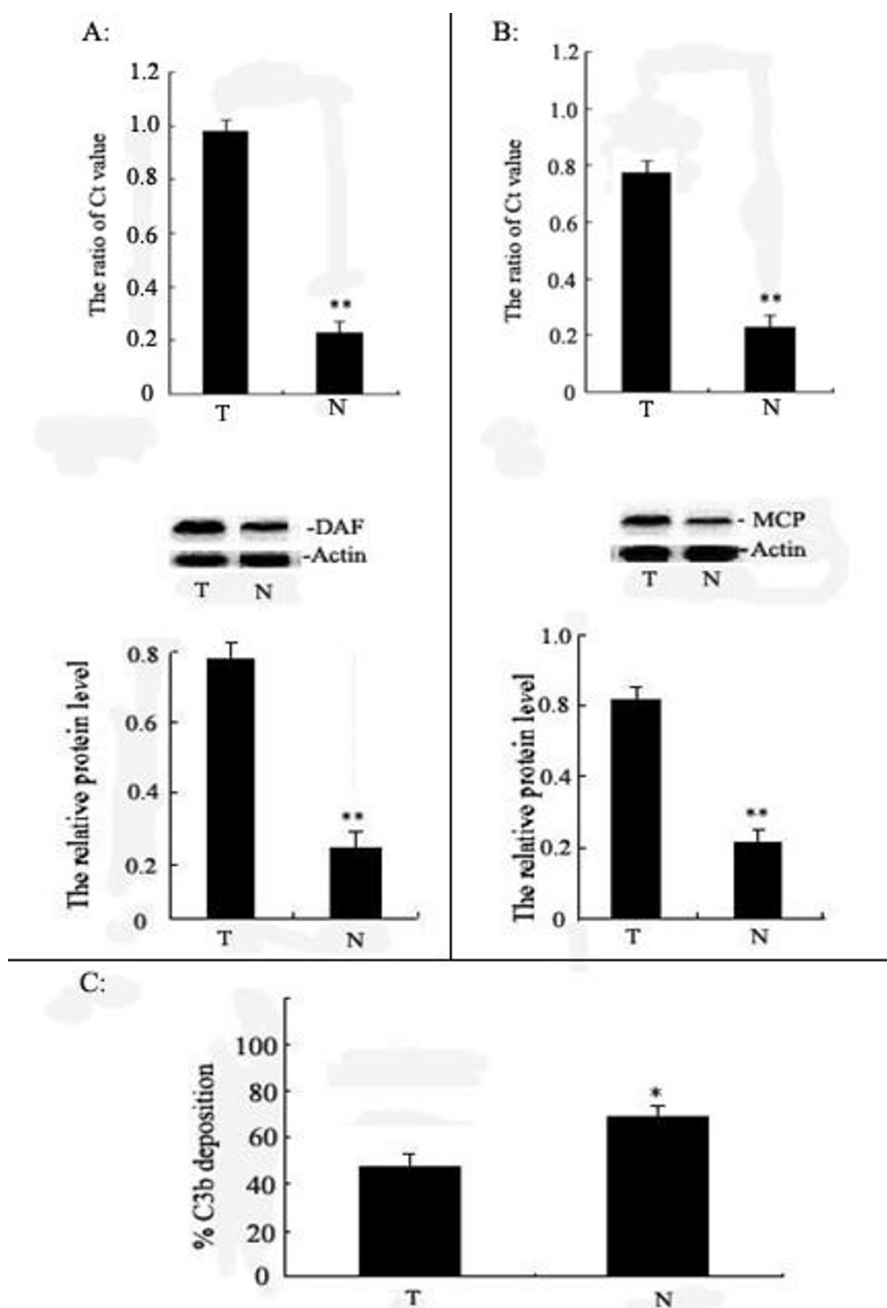 A:
The ratio of Ct value
1.2
1.0
0.8
0.6
0.4
0.2
0
**
T
N
-DAF
-Actin
T N
The relative protein level
0.8
0.6
0.4
0.2
0
**
T
N
B:
The ratio of Ct value
1.2
1.0
0.8
0.6
0.4
0.2
0
**
T
N
- MCP
-Actin
T N
The relative protein level
1.0
0.8
0.4
0.2
0
**
T
N
C:
% C3b deposition
100
80
60
40
20
0
*
T
N